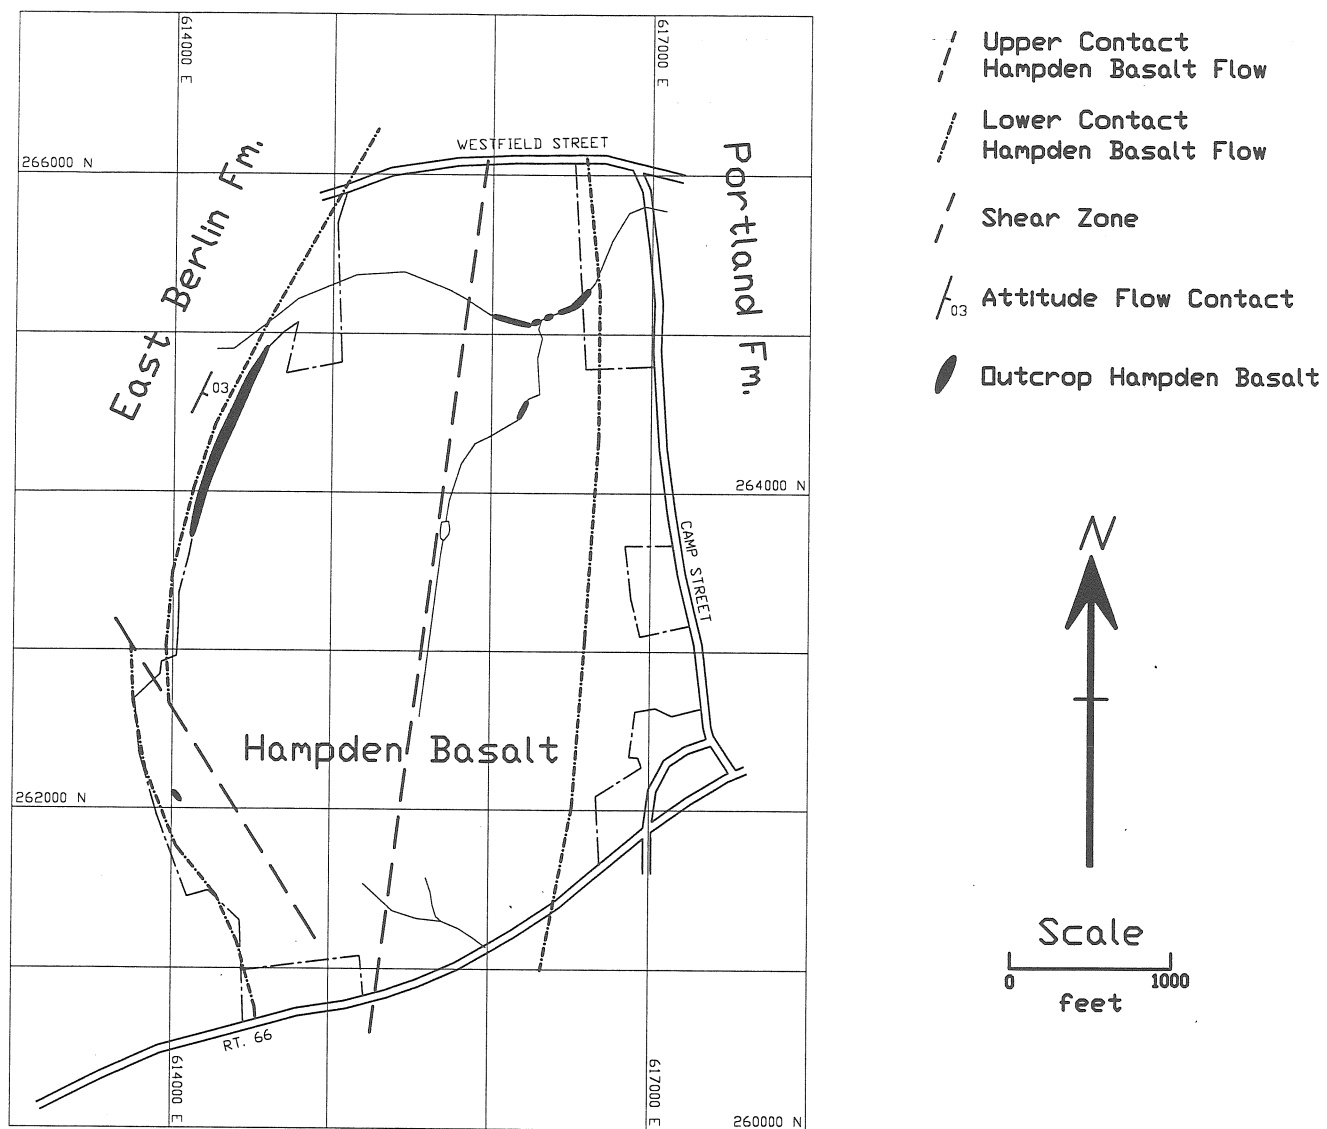 614000 E
617000 E
WESTFIELD STREET
266000 N
East Berlin Fm.
Portland Fm.
03
264000 N
CAMP STREET
Hampden Basalt
262000 N
RT. 66
614000 E
617000 E
260000 N
Upper Contact
Hampden Basalt Flow
Lower Contact
Hampden Basalt Flow
Shear Zone
03
Attitude Flow Contact
Outcrop Hampden Basalt
N
Scale
0 1000
feet